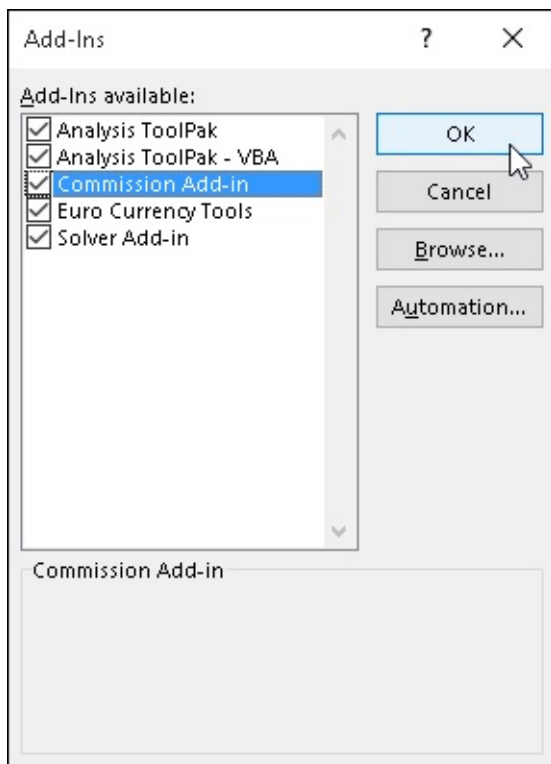 Add-Ins ? ×
Add-Ins available:
Analysis ToolPak
Analysis ToolPak - VBA
Commission Add-in
Euro Currency Tools
Solver Add-in
OK
Cancel
Browse...
Automation...
Commission Add-in